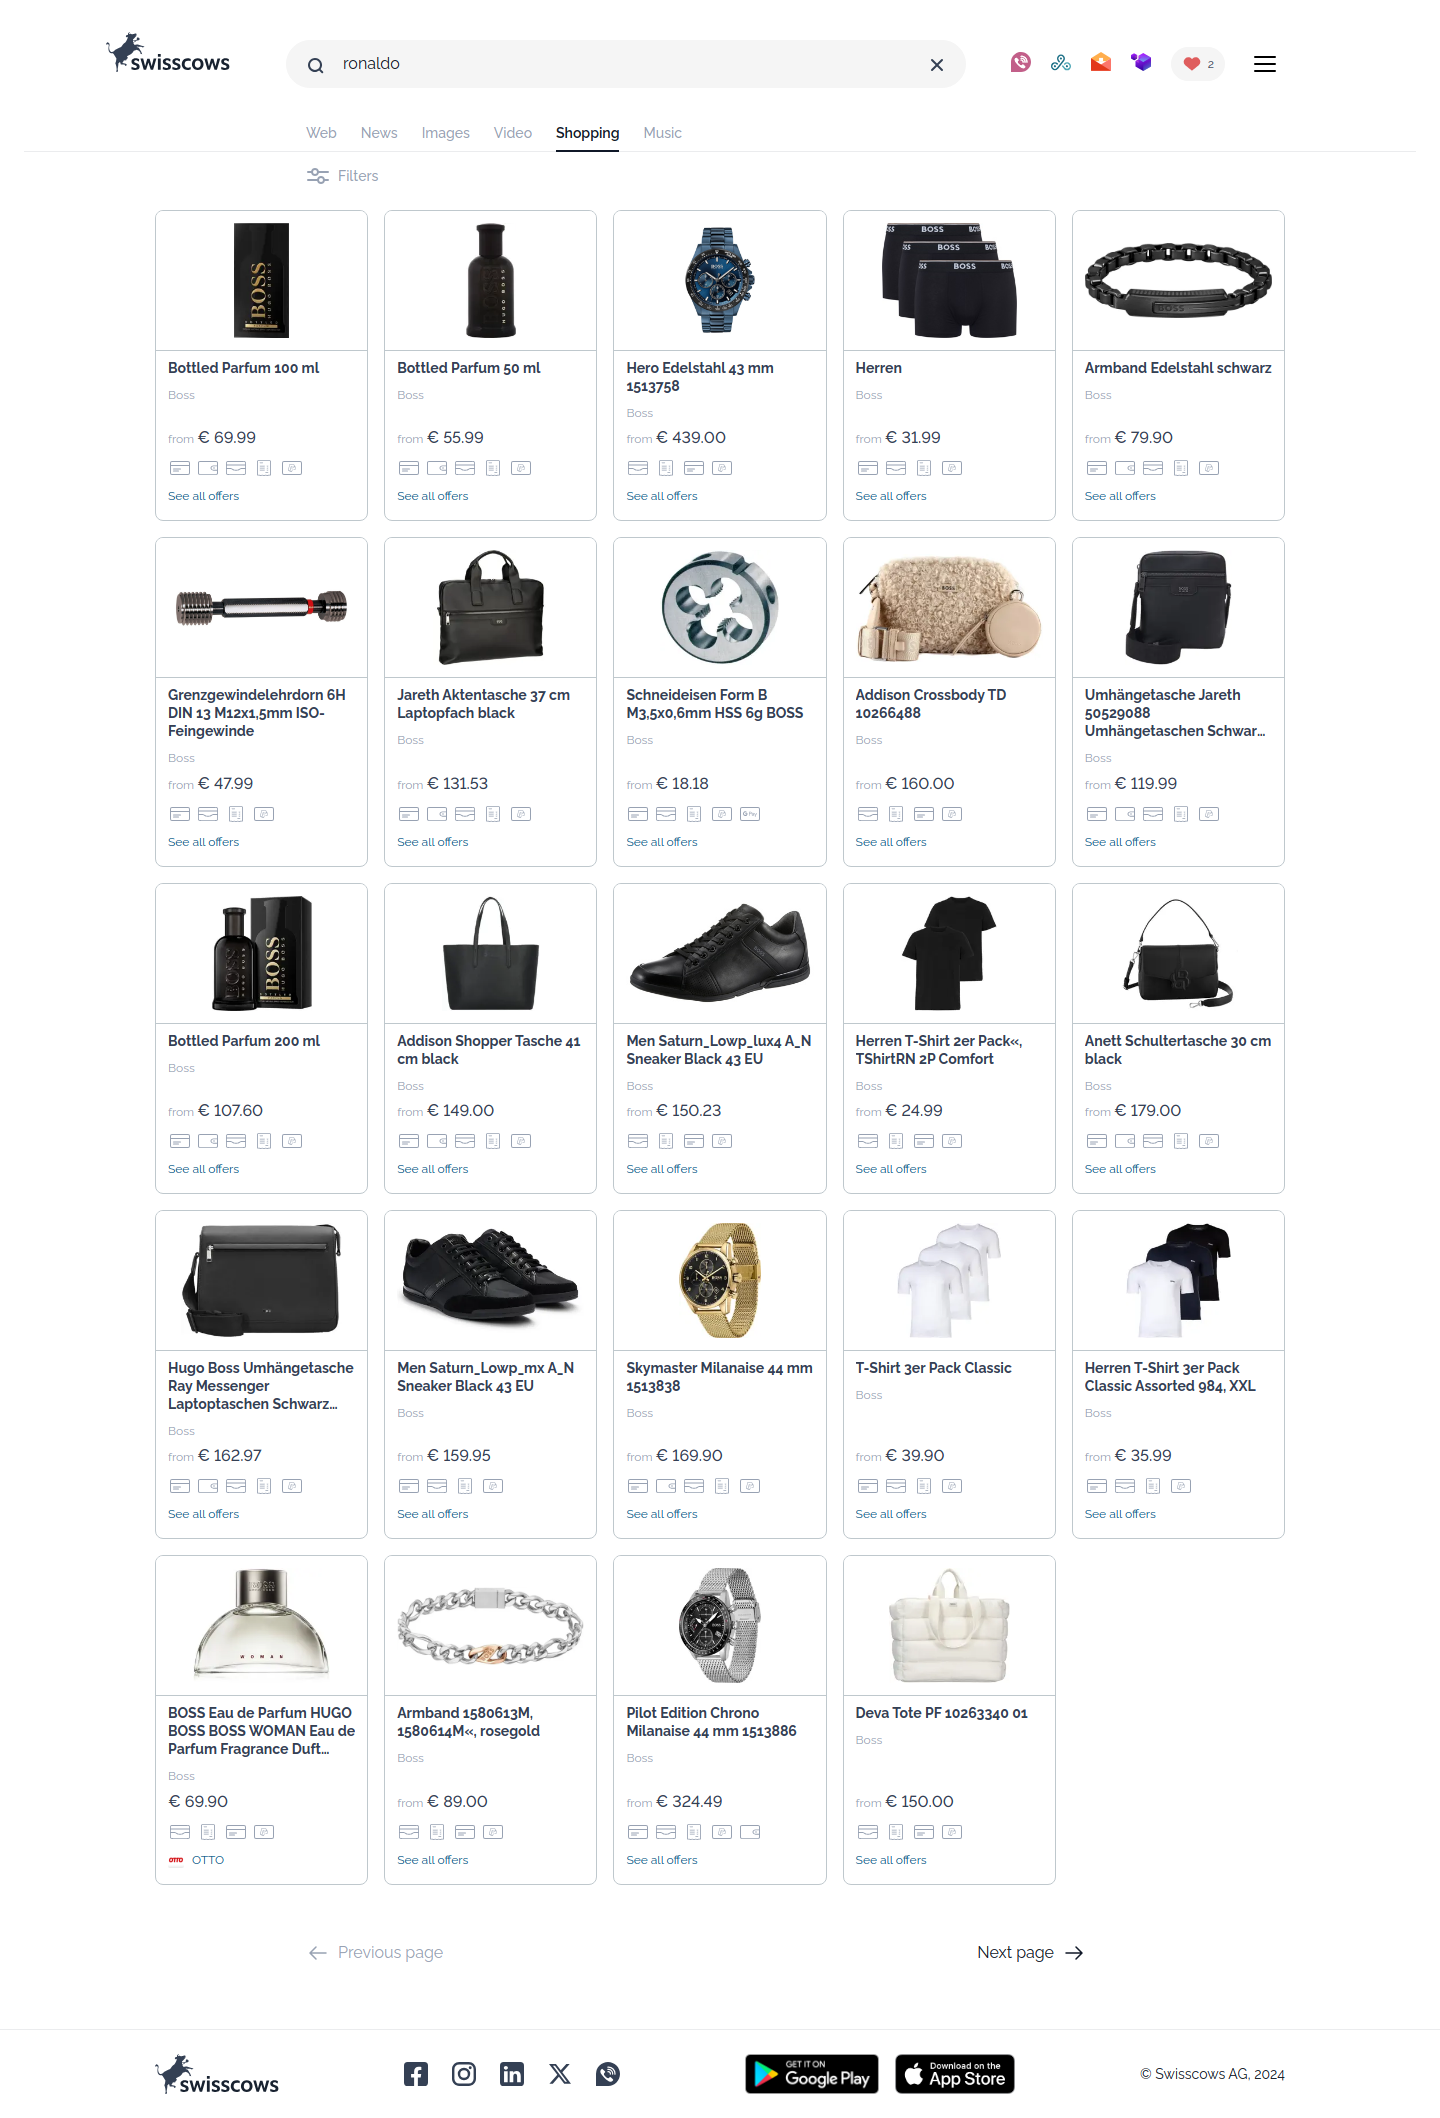 swisscows
ronaldo
2
Web News Images Video Shopping Music
Filters
Bottled Parfum 100 ml
Boss
from € 69.99
See all offers
Bottled Parfum 50 ml
Boss
from € 55.99
See all offers
Hero Edelstahl 43 mm
1513758
Boss
from € 439.00
See all offers
Herren
Boss
from € 31.99
See all offers
Armband Edelstahl schwarz
Boss
from € 79.90
See all offers
Grenzgewindelehrdorn 6H
DIN 13 M12x1,5mm ISO-
Feingewinde
Boss
from € 47.99
See all offers
Jareth Aktentasche 37 cm
Laptopfach black
Boss
from € 131.53
See all offers
Schneideisen Form B
M3,5x0,6mm HSS 6g BOSS
Boss
from € 18.18
See all offers
Addison Crossbody TD
10266488
Boss
from € 160.00
See all offers
Umhängetasche Jareth
50529088
Umhängetaschen Schwar…
Boss
from € 119.99
See all offers
Bottled Parfum 200 ml
Boss
from € 107.60
See all offers
Addison Shopper Tasche 41
cm black
Boss
from € 149.00
See all offers
Men Saturn_Lowp_lux4 A_N
Sneaker Black 43 EU
Boss
from € 150.23
See all offers
Herren T-Shirt 2er Pack«,
TShirtRN 2P Comfort
Boss
from € 24.99
See all offers
Anett Schultertasche 30 cm
black
Boss
from € 179.00
See all offers
Hugo Boss Umhängetasche
Ray Messenger
Laptoptaschen Schwarz…
Boss
from € 162.97
See all offers
Men Saturn_Lowp_mx A_N
Sneaker Black 43 EU
Boss
from € 159.95
See all offers
Skymaster Milanaise 44 mm
1513838
Boss
from € 169.90
See all offers
T-Shirt 3er Pack Classic
Boss
from € 39.90
See all offers
Herren T-Shirt 3er Pack
Classic Assorted 984, XXL
Boss
from € 35.99
See all offers
BOSS Eau de Parfum HUGO
BOSS BOSS WOMAN Eau de
Parfum Fragrance Duft…
Boss
€ 69.90
OTTO
Armband 1580613M,
1580614M«, rosegold
Boss
from € 89.00
See all offers
Pilot Edition Chrono
Milanaise 44 mm 1513886
Boss
from € 324.49
See all offers
Deva Tote PF 10263340 01
Boss
from € 150.00
See all offers
Previous page
Next page
swisscows
GET IT ON
Google Play
Download on the
App Store
© Swisscows AG, 2024